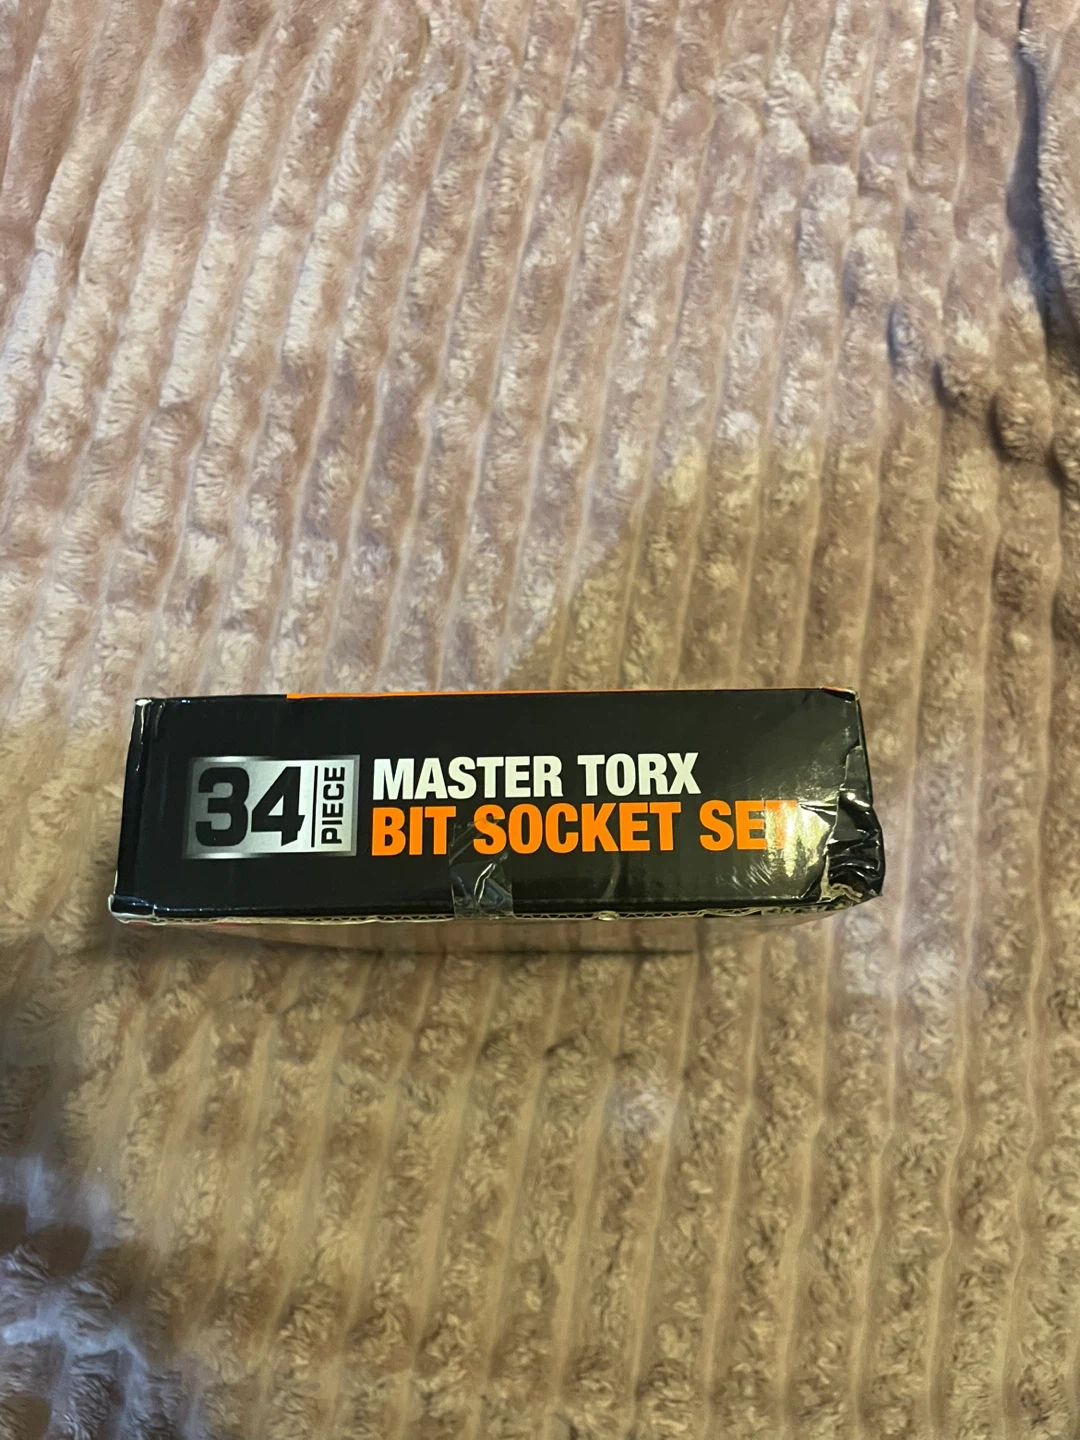 34 PIECE
MASTER TORX
BIT SOCKET SET